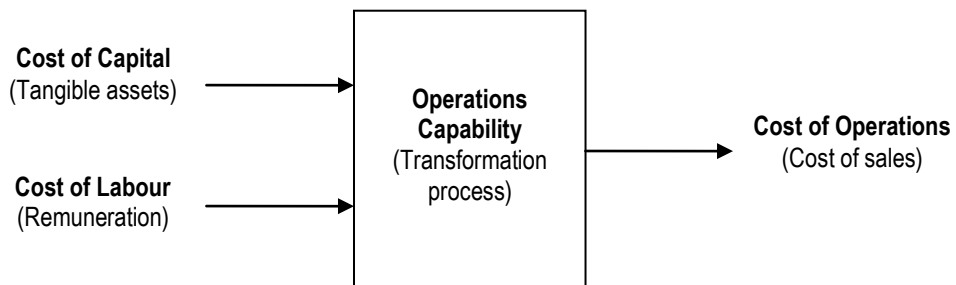 Cost of Capital
(Tangible assets)
Cost of Labour
(Remuneration)
Operations
Capability
(Transformation
process)
Cost of Operations
(Cost of sales)